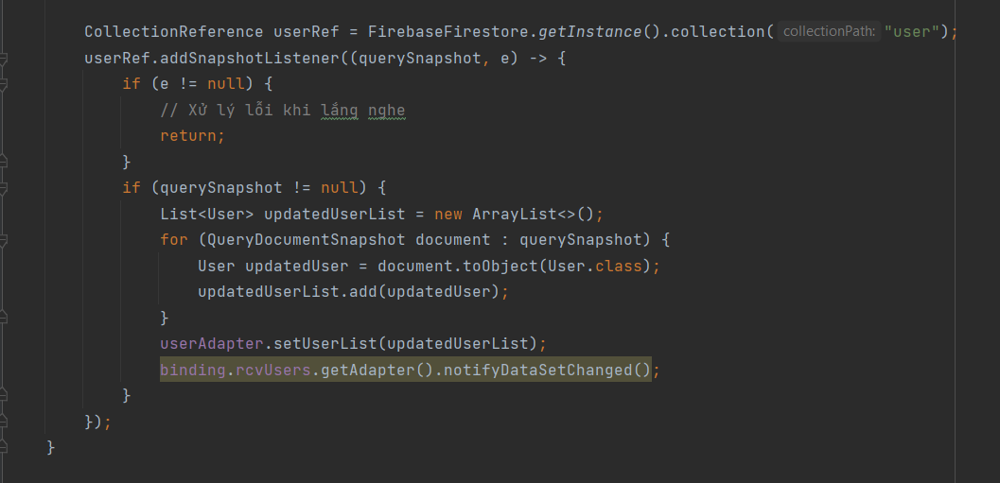 CollectionReference userRef = FirebaseFirestore.getInstance().collection( collectionPath: "user");
userRef.addSnapshotListener((querySnapshot, e) -> {
if (e != null) {
// Xử lý lỗi khi lắng nghe
return;
}
if (querySnapshot != null) {
List<User> updatedUserList = new ArrayList<>();
for (QueryDocumentSnapshot document : querySnapshot) {
User updatedUser = document.toObject(User.class);
updatedUserList.add(updatedUser);
}
userAdapter.setUserList(updatedUserList);
binding.rcvUsers.getAdapter().notifyDataSetChanged();
}
});
}